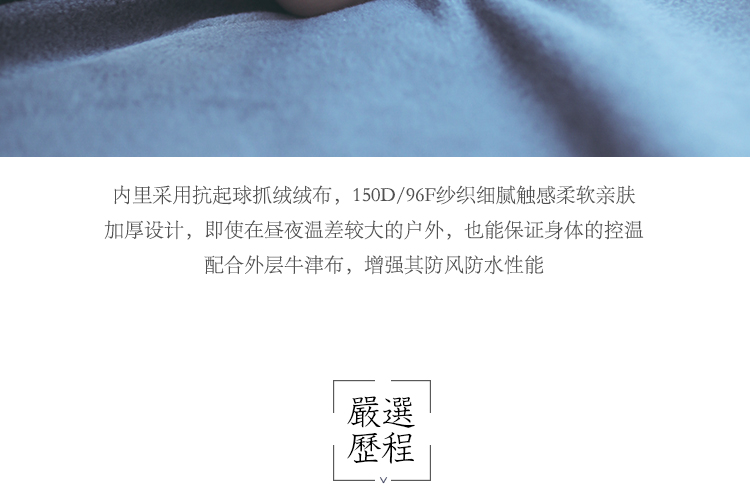 内里采用抗起球抓绒绒布，150D/96F纱织细腻触感柔软亲肤
加厚设计，即使在昼夜温差较大的户外，也能保证身体的控温
配合外层牛津布，增强其防风防水性能
嚴選
歷程